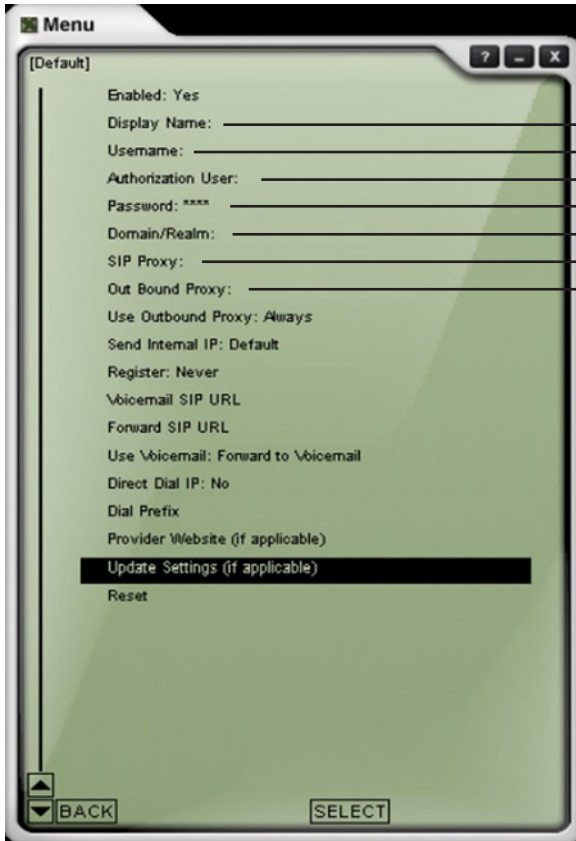 Menu
[Default]
? – X
Enabled: Yes
Display Name:
Username:
Authorization User:
Password: ****
Domain/Realm:
SIP Proxy:
Out Bound Proxy:
Use Outbound Proxy: Always
Send Internal IP: Default
Register: Never
Voicemail SIP URL
Forward SIP URL
Use Voicemail: Forward to Voicemail
Direct Dial IP: No
Dial Prefix
Provider Website (if applicable)
Update Settings (if applicable)
Reset
BACK
SELECT